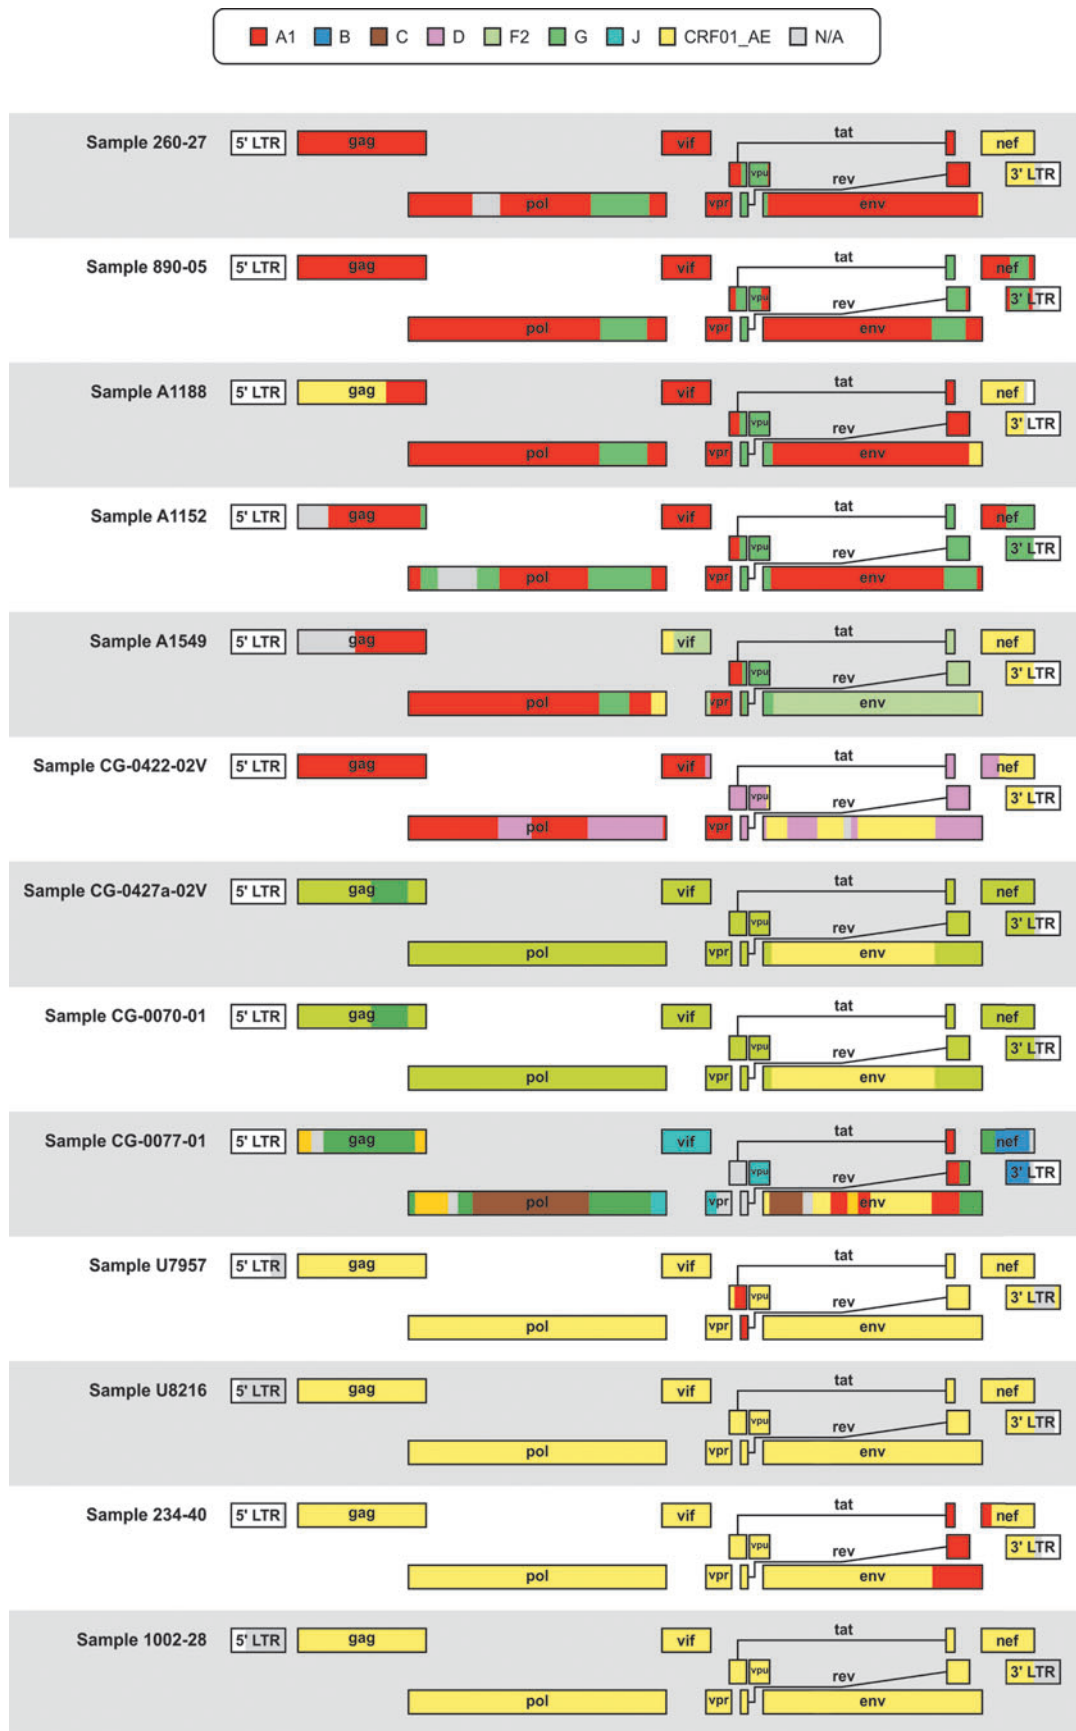 A1 B C D F2 G J CRF01_AE N/A
Sample 260-27 5' LTR gag vif tat nef
vpu rev 3' LTR
pol vpr env
Sample 890-05 5' LTR gag vif tat nef
vpu rev 3' LTR
pol vpr env
Sample A1188 5' LTR gag vif tat nef
vpu rev 3' LTR
pol vpr env
Sample A1152 5' LTR gag vif tat nef
vpu rev 3' LTR
pol vpr env
Sample A1549 5' LTR gag vif tat nef
vpu rev 3' LTR
pol vpr env
Sample CG-0422-02V 5' LTR gag vif tat nef
vpu rev 3' LTR
pol vpr env
Sample CG-0427a-02V 5' LTR gag vif tat nef
vpu rev 3' LTR
pol vpr env
Sample CG-0070-01 5' LTR gag vif tat nef
vpu rev 3' LTR
pol vpr env
Sample CG-0077-01 5' LTR gag vif tat nef
vpu rev 3' LTR
pol vpr env
Sample U7957 5' LTR gag vif tat nef
vpu rev 3' LTR
pol vpr env
Sample U8216 5' LTR gag vif tat nef
vpu rev 3' LTR
pol vpr env
Sample 234-40 5' LTR gag vif tat nef
vpu rev 3' LTR
pol vpr env
Sample 1002-28 5' LTR gag vif tat nef
vpu rev 3' LTR
pol vpr env